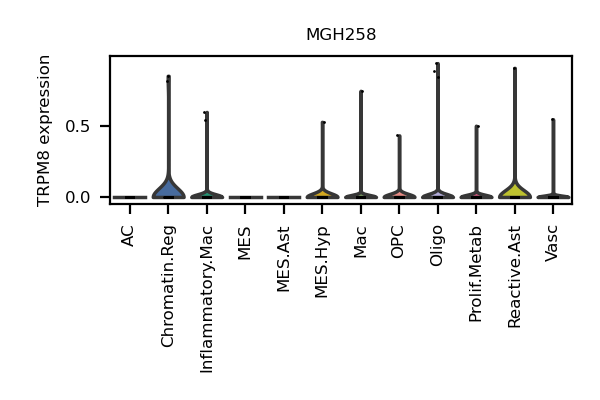 MGH258
TRPM8 expression
0.5
0.0
AC
Chromatin.Reg
Inflammatory.Mac
MES
MES.Ast
MES.Hyp
Mac
OPC
Oligo
Prolif.Metab
Reactive.Ast
Vasc